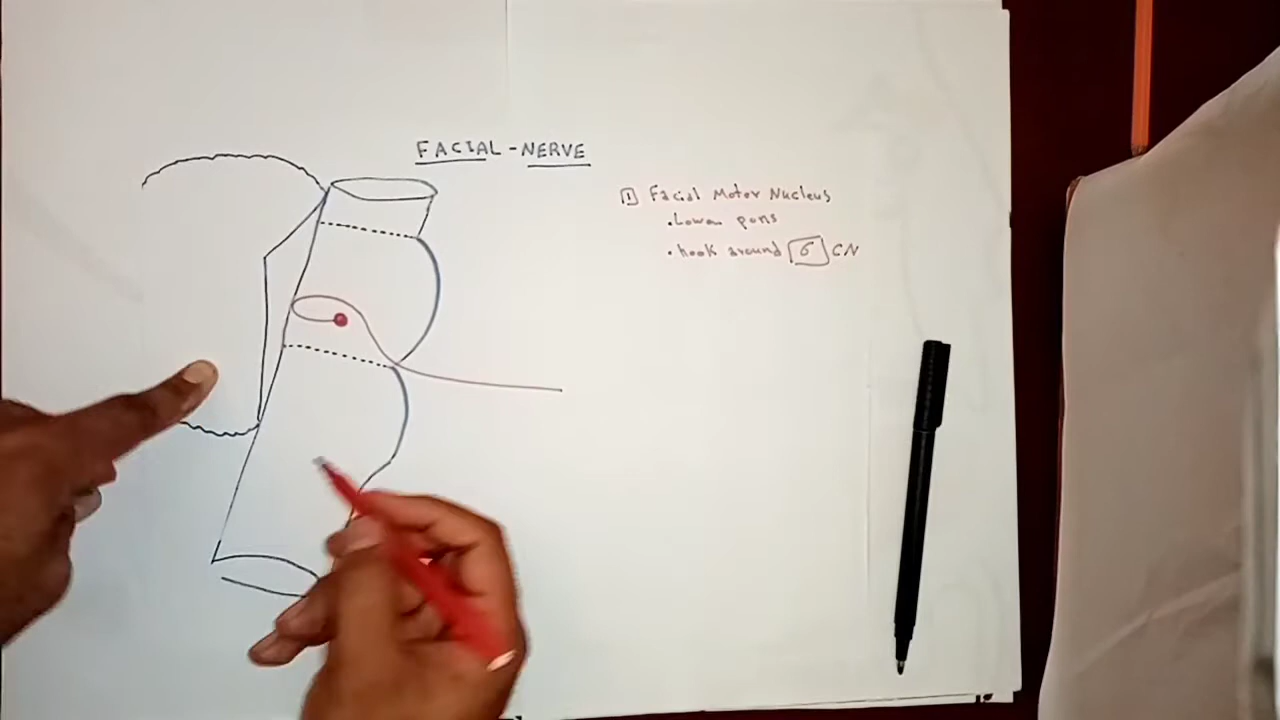 FACIAL - NERVE
1 Facial Motor Nucleus
• Lower pons
• hook around 6 CN